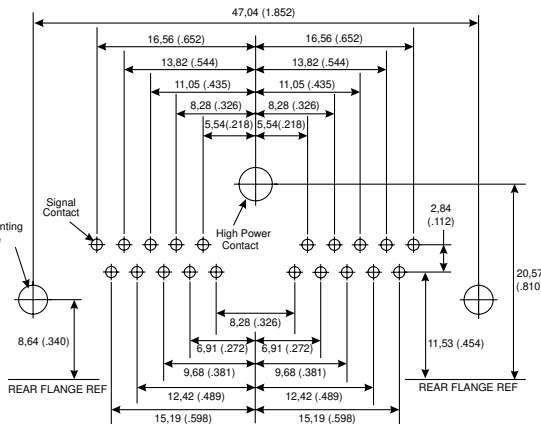 47,04 (1.852)
16,56 (.652) 16,56 (.652)
13,82 (.544) 13,82 (.544)
11,05 (.435) 11,05 (.435)
8,28 (.326) 8,28 (.326)
5,54(.218) 5,54(.218)
Signal
Contact
High Power
Contact
2,84
(.112)
20,57
(.810)
8,28 (.326)
8,64 (.340)
11,53 (.454)
6,91 (.272) 6,91 (.272)
9,68 (.381) 9,68 (.381)
REAR FLANGE REF REAR FLANGE REF
12,42 (.489) 12,42 (.489)
15,19 (.598) 15,19 (.598)